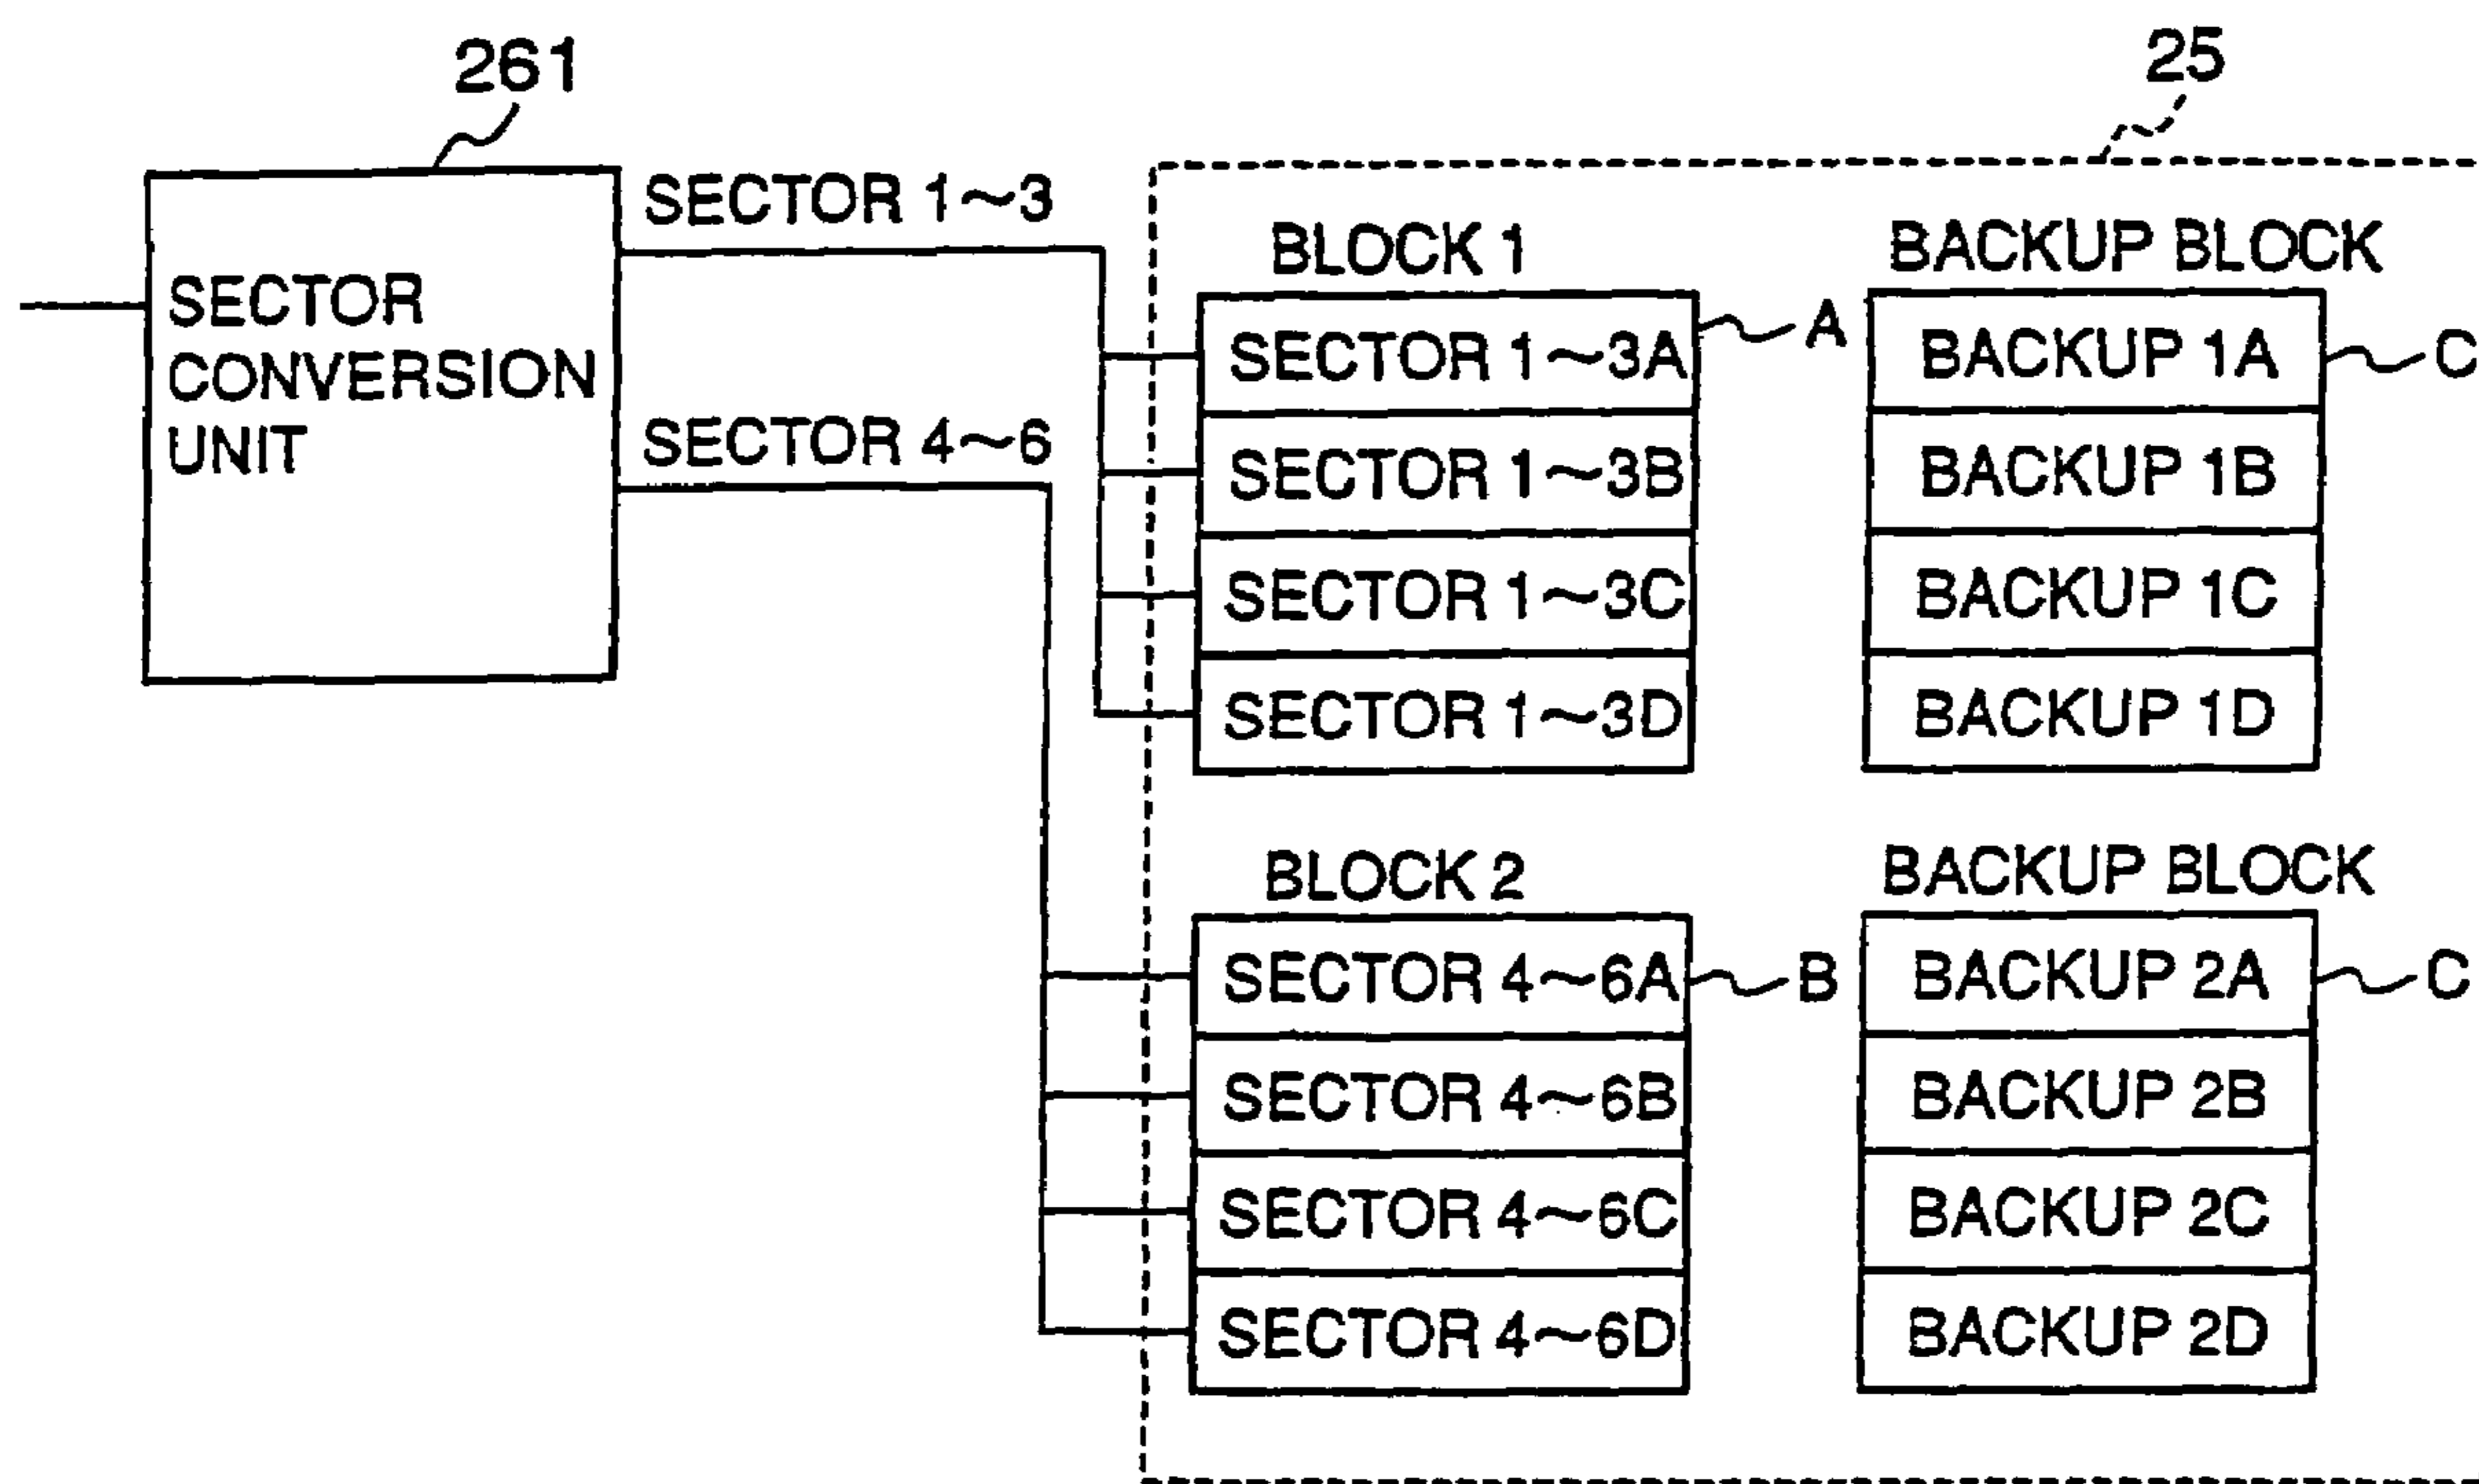 261
25
SECTOR 1~3
SECTOR
CONVERSION
UNIT
SECTOR 4~6
BLOCK 1
SECTOR 1~3A
A
SECTOR 1~3B
SECTOR 1~3C
SECTOR 1~3D
BACKUP BLOCK
BACKUP 1A
C
BACKUP 1B
BACKUP 1C
BACKUP 1D
BLOCK 2
SECTOR 4~6A
B
SECTOR 4~6B
SECTOR 4~6C
SECTOR 4~6D
BACKUP BLOCK
BACKUP 2A
C
BACKUP 2B
BACKUP 2C
BACKUP 2D